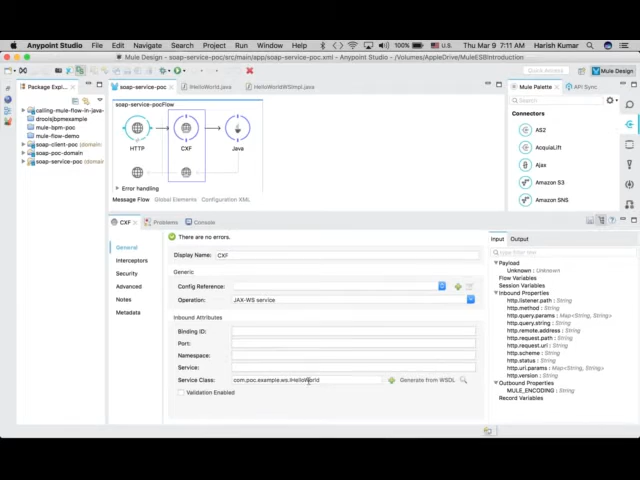 Anypoint Studio File Edit Navigate Search Project Run Window Help 100% U.S. Thu Mar 9 7:11 AM Harish Kumar
Mule Design - soap-service-poc/src/main/app/soap-service-poc.xml - Anypoint Studio - /Volumes/AppleDrive/MuleESBIntroduction
Quick Access Mule Design
Package Expl..
calling-mule-flow-in-java
droolsjbpmexample
mule-bpm-poc
mule-flow-demo
soap-client-poc (domain
soap-poc-domain
soap-service-poc (domain
soap-service-poc IHelloWorld.java HelloWorldWSImpl.java
soap-service-pocFlow
HTTP CXF Java
Error handling
Message Flow Global Elements Configuration XML
Mule Palette API Sync
Search
Connectors
AS2
AcquiaLift
Ajax
Amazon S3
Amazon SNS
CXF Problems Console
General
Interceptors
Security
Advanced
Notes
Metadata
There are no errors.
Display Name: CXF
Generic
Config Reference:
Operation: JAX-WS service
Inbound Attributes
Binding ID:
Port:
Namespace:
Service:
Service Class: com.poc.example.ws.IHelloWorld Generate from WSDL
Validation Enabled
Input Output
type filter text
Payload
Unknown : Unknown
Flow Variables
Session Variables
Inbound Properties
http.listener.path : String
http.method : String
http.query.params : Map<String, String>
http.query.string : String
http.remote.address : String
http.request.path : String
http.request.uri : String
http.scheme : String
http.status : String
http.uri.params : Map<String, String>
http.version : String
Outbound Properties
MULE_ENCODING : String
Record Variables